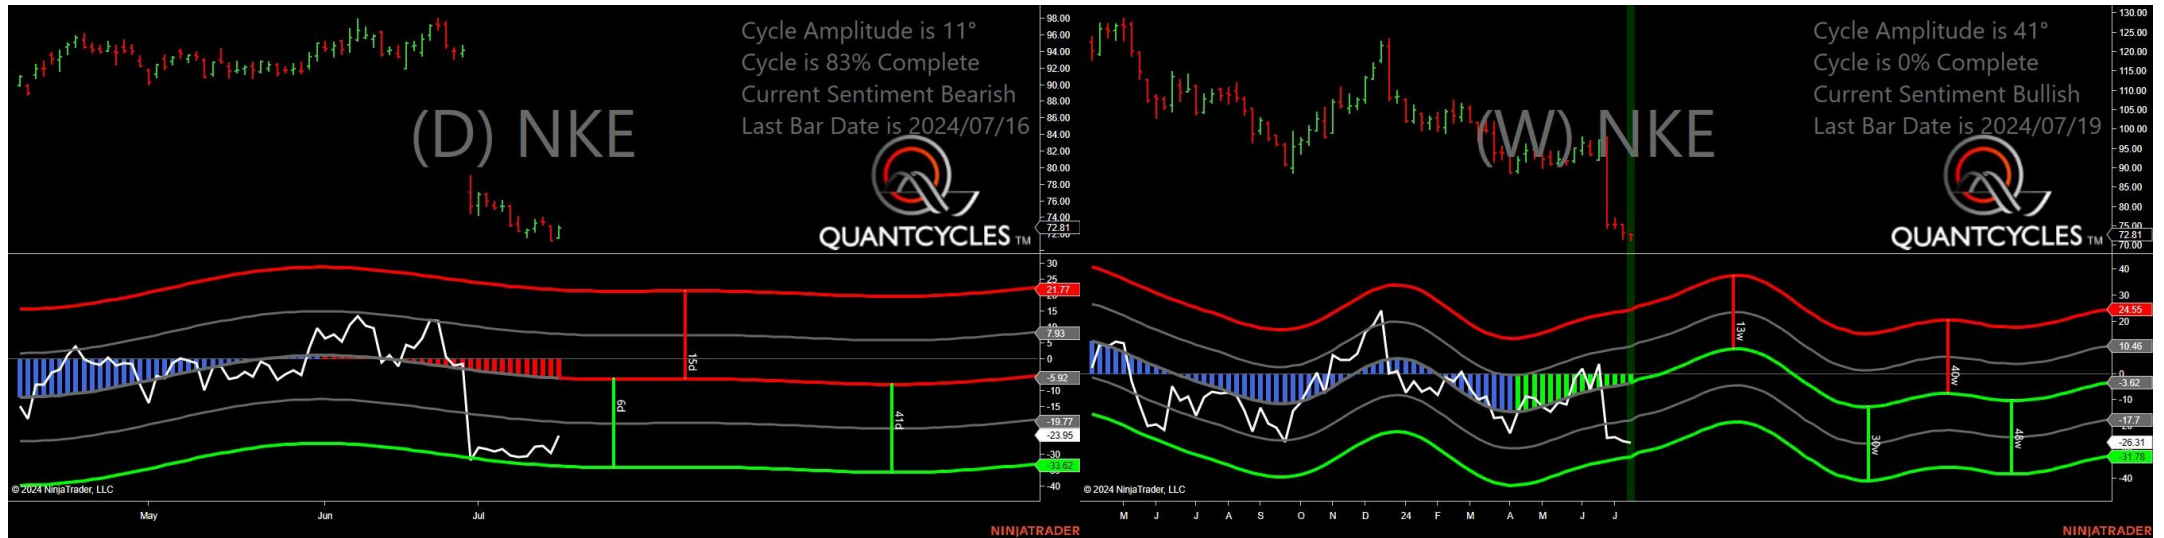 Cycle Amplitude is 11°
Cycle is 83% Complete
Current Sentiment Bearish
Last Bar Date is 2024/07/16
(D) NKE
QUANTCYCLES TM
98.00
96.00
94.00
92.00
90.00
88.00
86.00
84.00
82.00
80.00
78.00
76.00
74.00
72.81
30
25
21.77
15
7.93
5
0
-5.92
-10
-15
-19.77
-23.95
-30
-33.62
-40
15d
6d
41d
© 2024 NinjaTrader, LLC
May Jun Jul
NINJATRADER
Cycle Amplitude is 41°
Cycle is 0% Complete
Current Sentiment Bullish
Last Bar Date is 2024/07/19
(W) NKE
QUANTCYCLES TM
130.00
125.00
120.00
115.00
110.00
105.00
100.00
95.00
90.00
85.00
80.00
75.00
72.81
70.00
40
30
24.55
20
10.46
0
-3.62
-10
-17.7
-26.31
-31.78
-40
13w
40w
30w
48w
© 2024 NinjaTrader, LLC
M J J A S O N D 24 F M A M J J
NINJATRADER